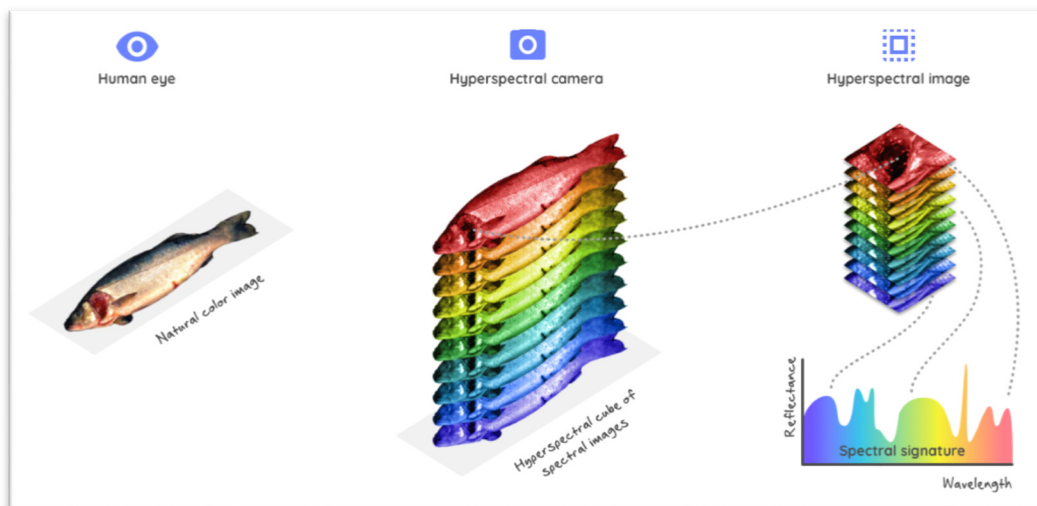 Human eye
Hyperspectral camera
Hyperspectral image
Natural color image
Hyperspectral cube of
spectral images
Reflectance
Spectral signature
Wavelength